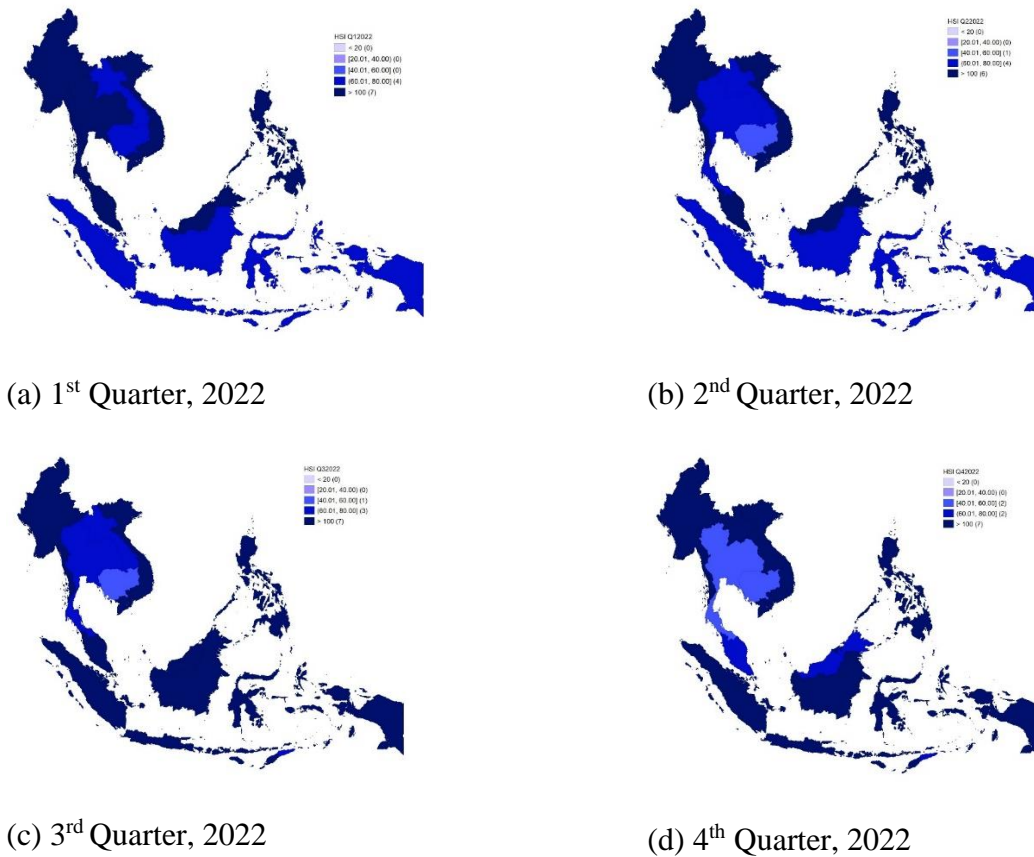 HSI Q12022
< 20 (0)
[20.01, 40.00) (0)
[40.01, 60.00] (0)
(60.01, 80.00] (4)
> 100 (7)
HSI Q22022
< 20 (0)
[20.01, 40.00) (0)
[40.01, 60.00] (1)
(60.01, 80.00] (4)
> 100 (6)
(a) 1st Quarter, 2022
(b) 2nd Quarter, 2022
HSI Q32022
< 20 (0)
[20.01, 40.00) (0)
[40.01, 60.00] (1)
(60.01, 80.00] (3)
> 100 (7)
HSI Q42022
< 20 (0)
[20.01, 40.00) (0)
[40.01, 60.00] (2)
(60.01, 80.00] (2)
> 100 (7)
(c) 3rd Quarter, 2022
(d) 4th Quarter, 2022